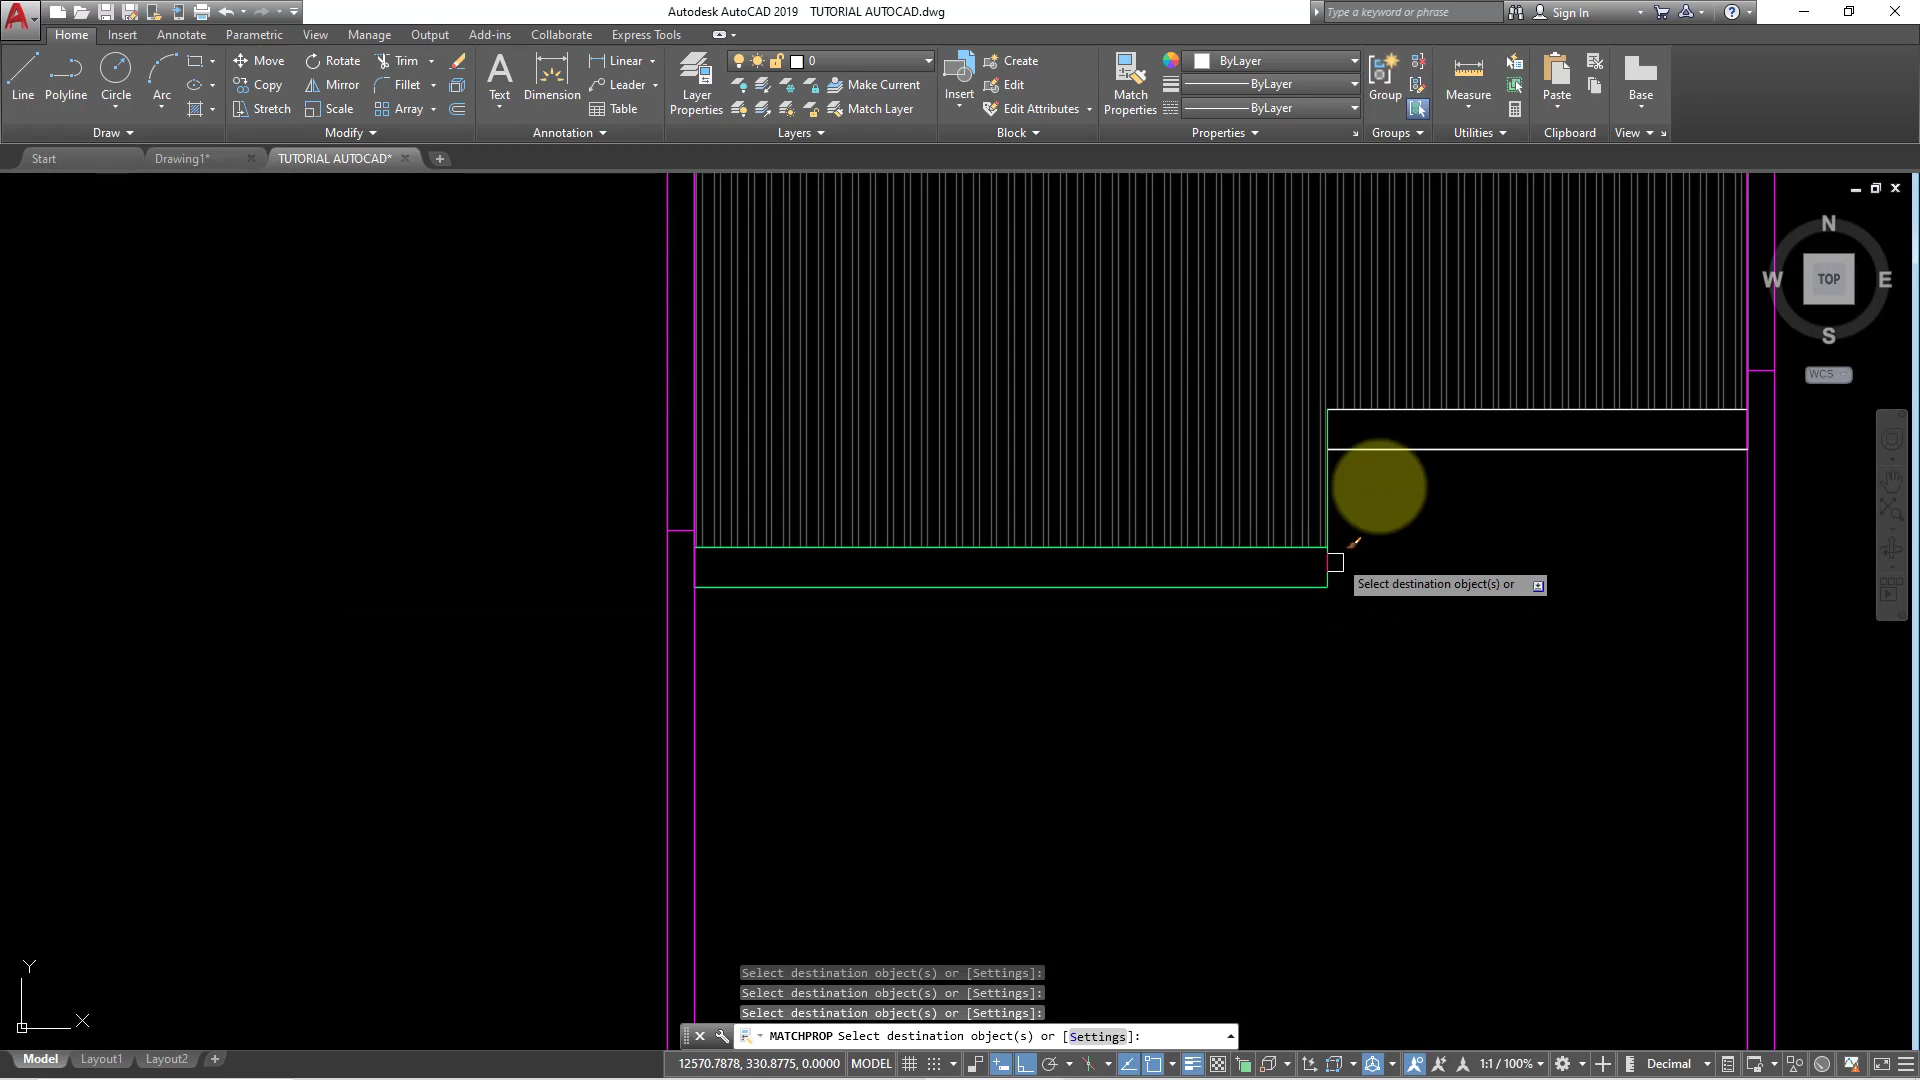 Autodesk AutoCAD 2019 TUTORIAL AUTOCAD.dwg
Type a keyword or phrase
Sign In
Home Insert Annotate Parametric View Manage Output Add-ins Collaborate Express Tools
Line
Polyline
Circle
Arc
Draw
Move Rotate Trim
Copy Mirror Fillet
Stretch Scale Array
Modify
Text
Dimension
Linear
Leader
Table
Annotation
Layer
Properties
0
Make Current
Match Layer
Layers
Insert
Create
Edit
Edit Attributes
Block
Match
Properties
ByLayer
ByLayer
ByLayer
Properties
Group
Groups
Measure
Utilities
Paste
Clipboard
Base
View
Start Drawing1* TUTORIAL AUTOCAD*
N
W TOP E
S
WCS
Select destination object(s) or
Y
X
Select destination object(s) or [Settings]:
Select destination object(s) or [Settings]:
Select destination object(s) or [Settings]:
MATCHPROP Select destination object(s) or [Settings]:
Model Layout1 Layout2
12570.7878, 330.8775, 0.0000 MODEL 1:1 / 100% Decimal